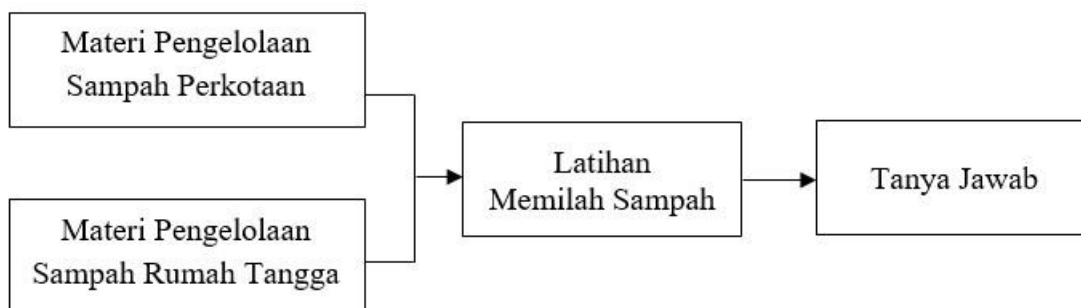 Materi Pengelolaan
Sampah Perkotaan
Materi Pengelolaan
Sampah Rumah Tangga
Latihan
Memilah Sampah
Tanya Jawab